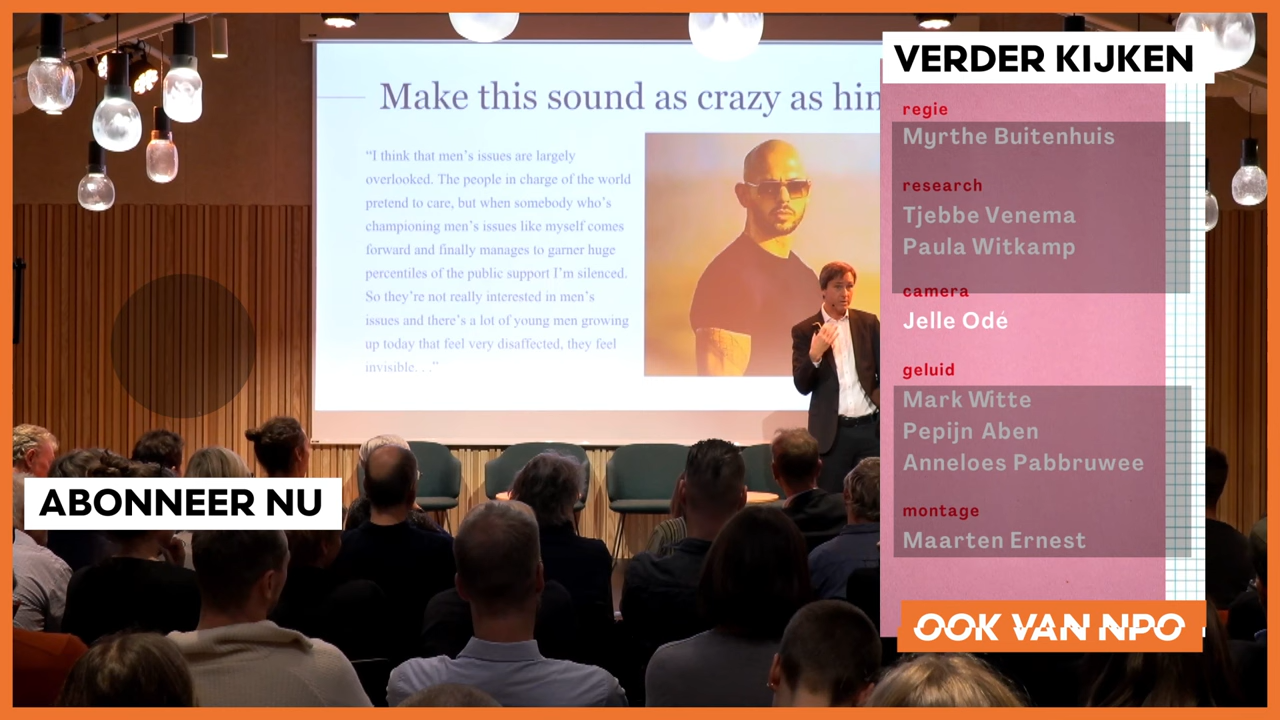 Make this sound as crazy as
“I think that men’s issues are largely
overlooked. The people in charge of the world
pretend to care, but when somebody who’s
championing men’s issues like myself comes
forward and finally manages to garner huge
percentiles of the public support I’m silenced.
So they’re not really interested in men’s
issues and there’s a lot of young men growing
up today that feel very disaffected, they feel
invisible. . .”
ABONNEER NU
VERDER KIJKEN
regie
Myrthe Buitenhuis
research
Tjebbe Venema
Paula Witkamp
camera
Jelle Odé
geluid
Mark Witte
Pepijn Aben
Anneloes Pabbruwee
montage
Maarten Ernest
OOK VAN NPO